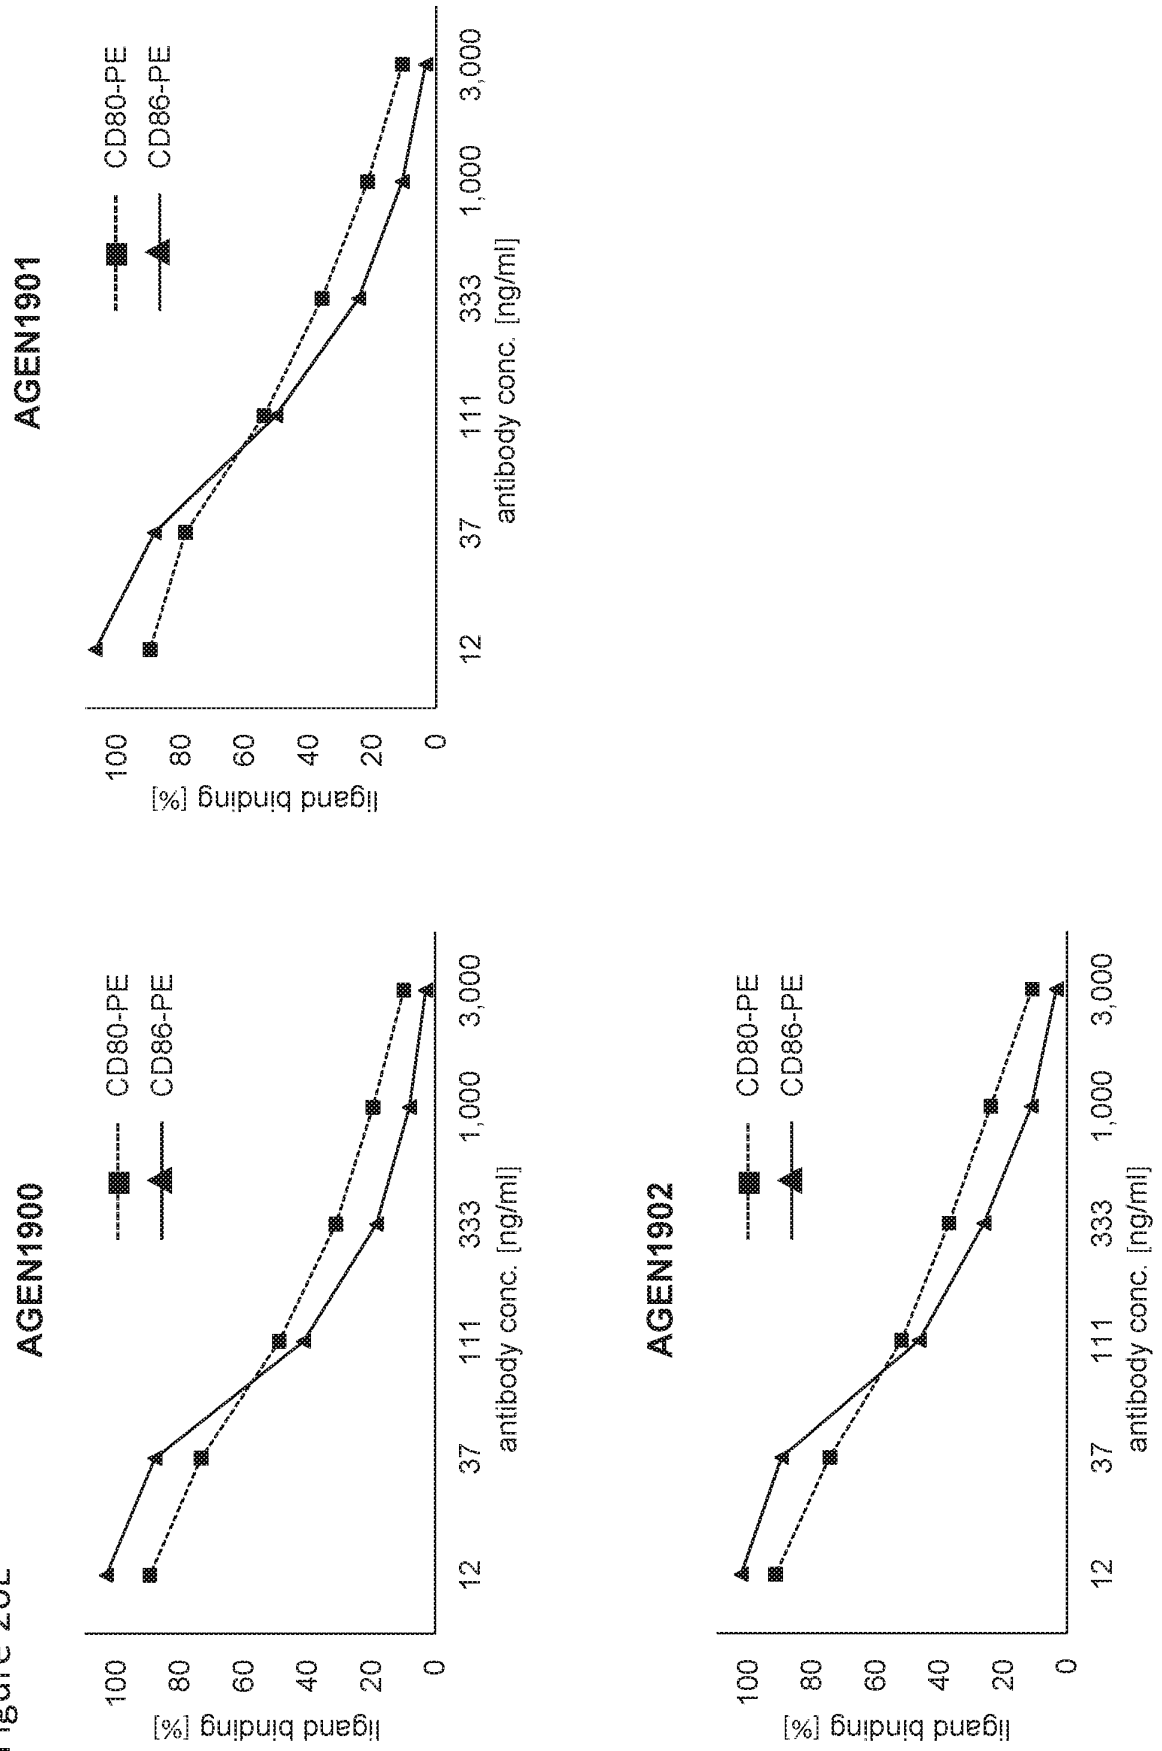 AGEN1900
CD80-PE
CD86-PE
100
80
60
40
20
0
ligand binding [%]
12 37 111 333 1,000 3,000
antibody conc. [ng/ml]
AGEN1901
CD80-PE
CD86-PE
100
80
60
40
20
0
ligand binding [%]
12 37 111 333 1,000 3,000
antibody conc. [ng/ml]
AGEN1902
CD80-PE
CD86-PE
100
80
60
40
20
0
ligand binding [%]
12 37 111 333 1,000 3,000
antibody conc. [ng/ml]